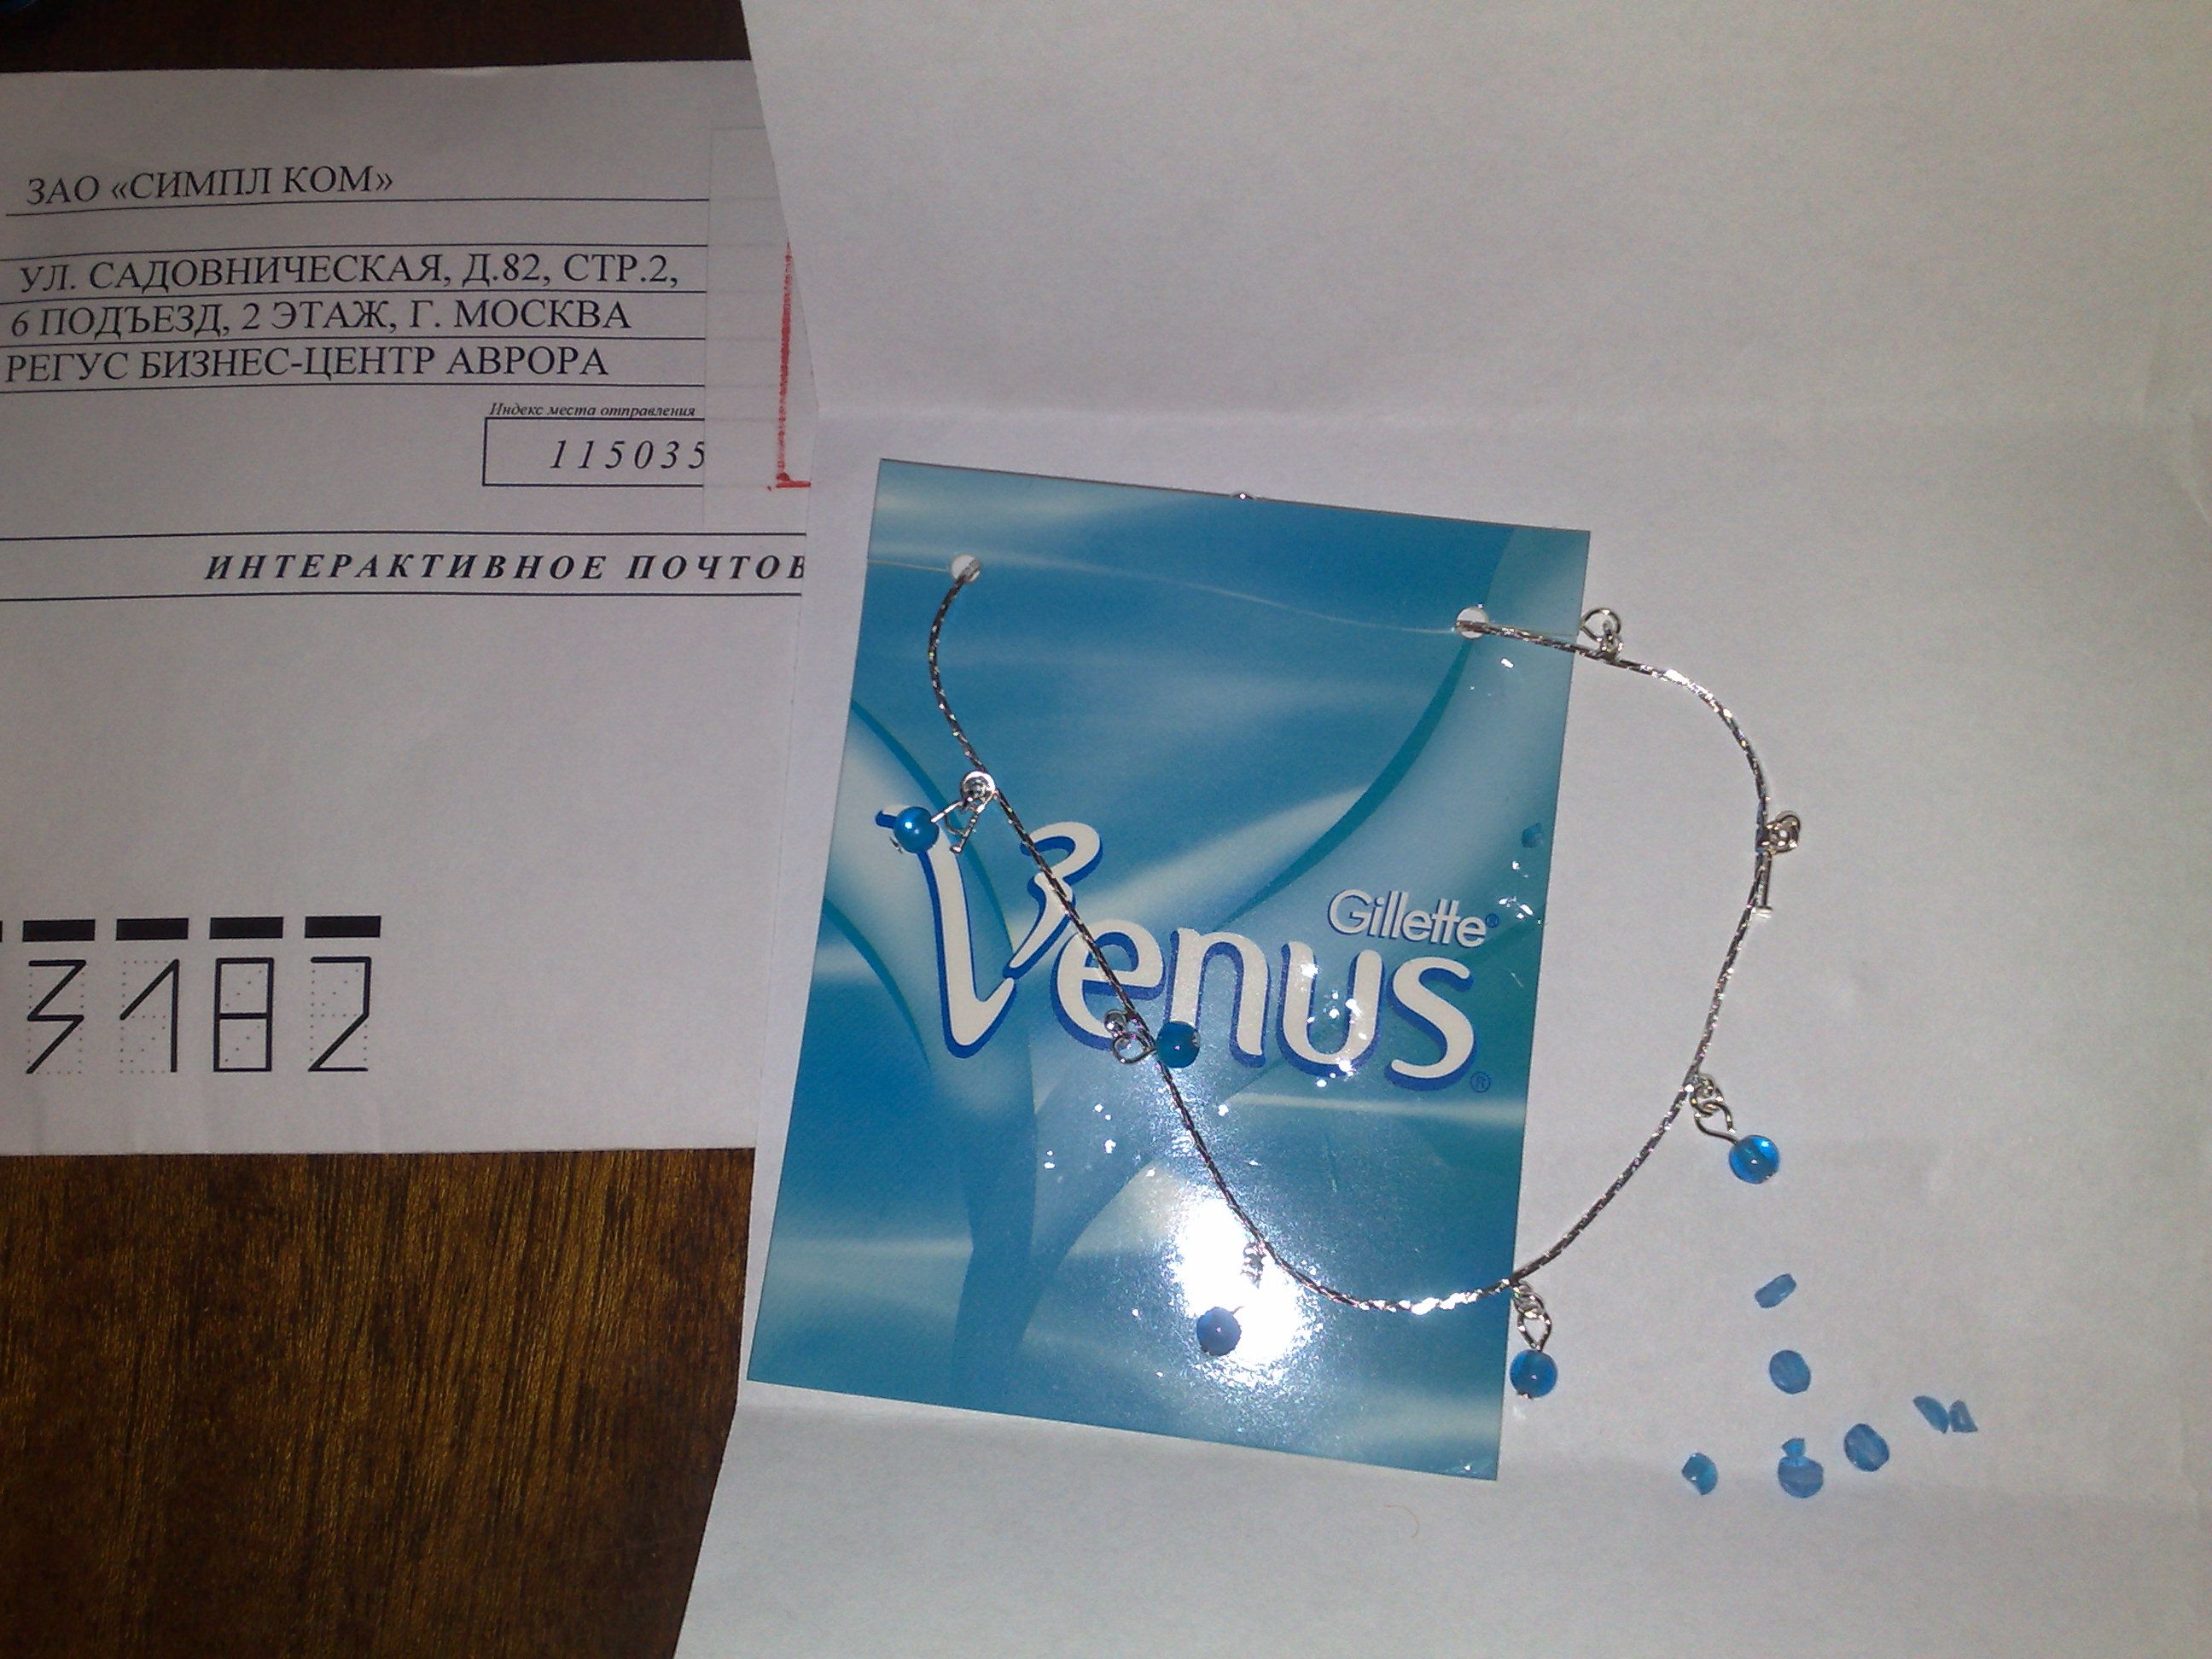 ЗАО «СИМПЛ КОМ»
УЛ. САДОВНИЧЕСКАЯ, Д.82, СТР.2,
6 ПОДЪЕЗД, 2 ЭТАЖ, Г. МОСКВА
РЕГУС БИЗНЕС-ЦЕНТР АВРОРА
Индекс места отправления
115035
ИНТЕРАКТИВНОЕ ПОЧТОВ
3182
Gillette®
Venus®